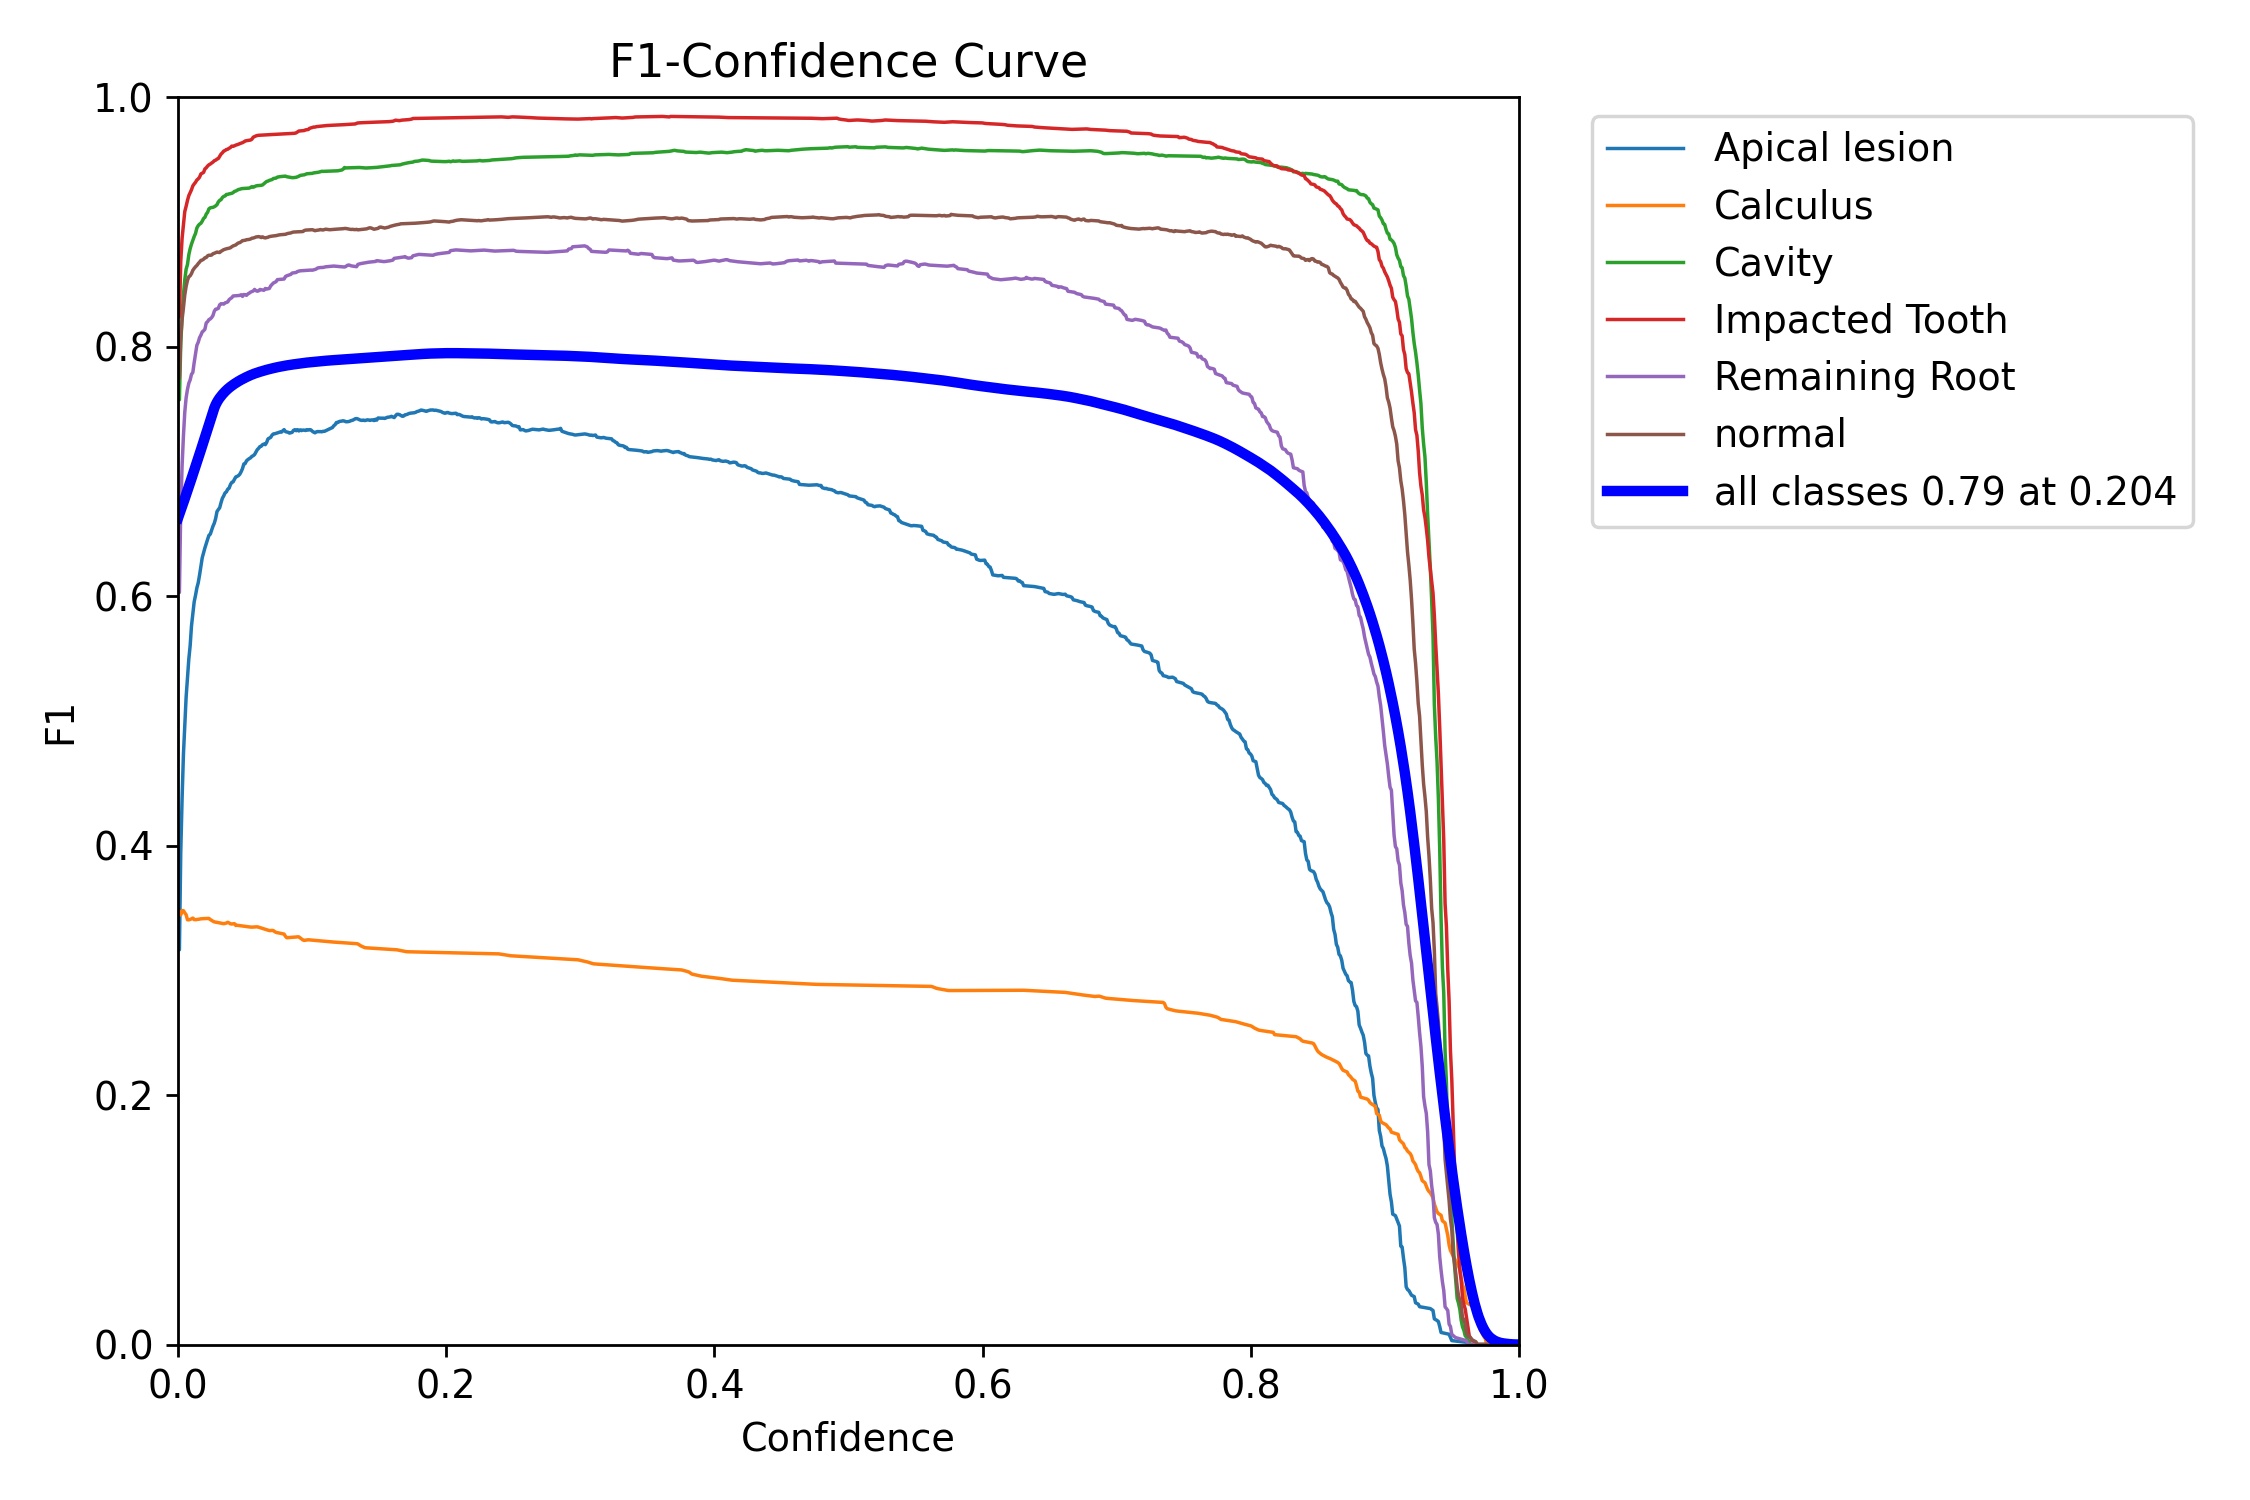 F1-Confidence Curve
1.0
0.8
0.6
0.4
0.2
0.0
F1
0.0 0.2 0.4 0.6 0.8 1.0
Confidence
Apical lesion
Calculus
Cavity
Impacted Tooth
Remaining Root
normal
all classes 0.79 at 0.204